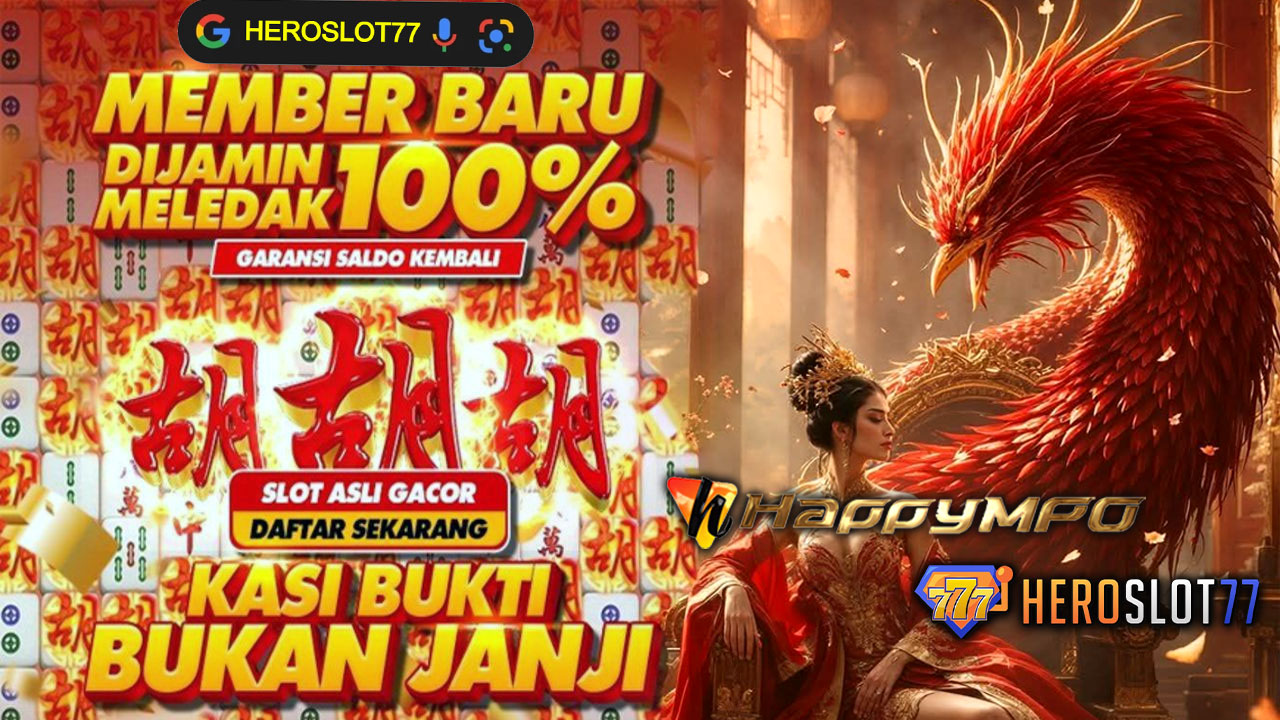 HEROSLOT77
MEMBER BARU
DIJAMIN
MELEDAK 100%
GARANSI SALDO KEMBALI
胡胡胡
SLOT ASLI GACOR
DAFTAR SEKARANG
KASI BUKTI
BUKAN JANJI
HAPPYMPO
777 HEROSLOT77